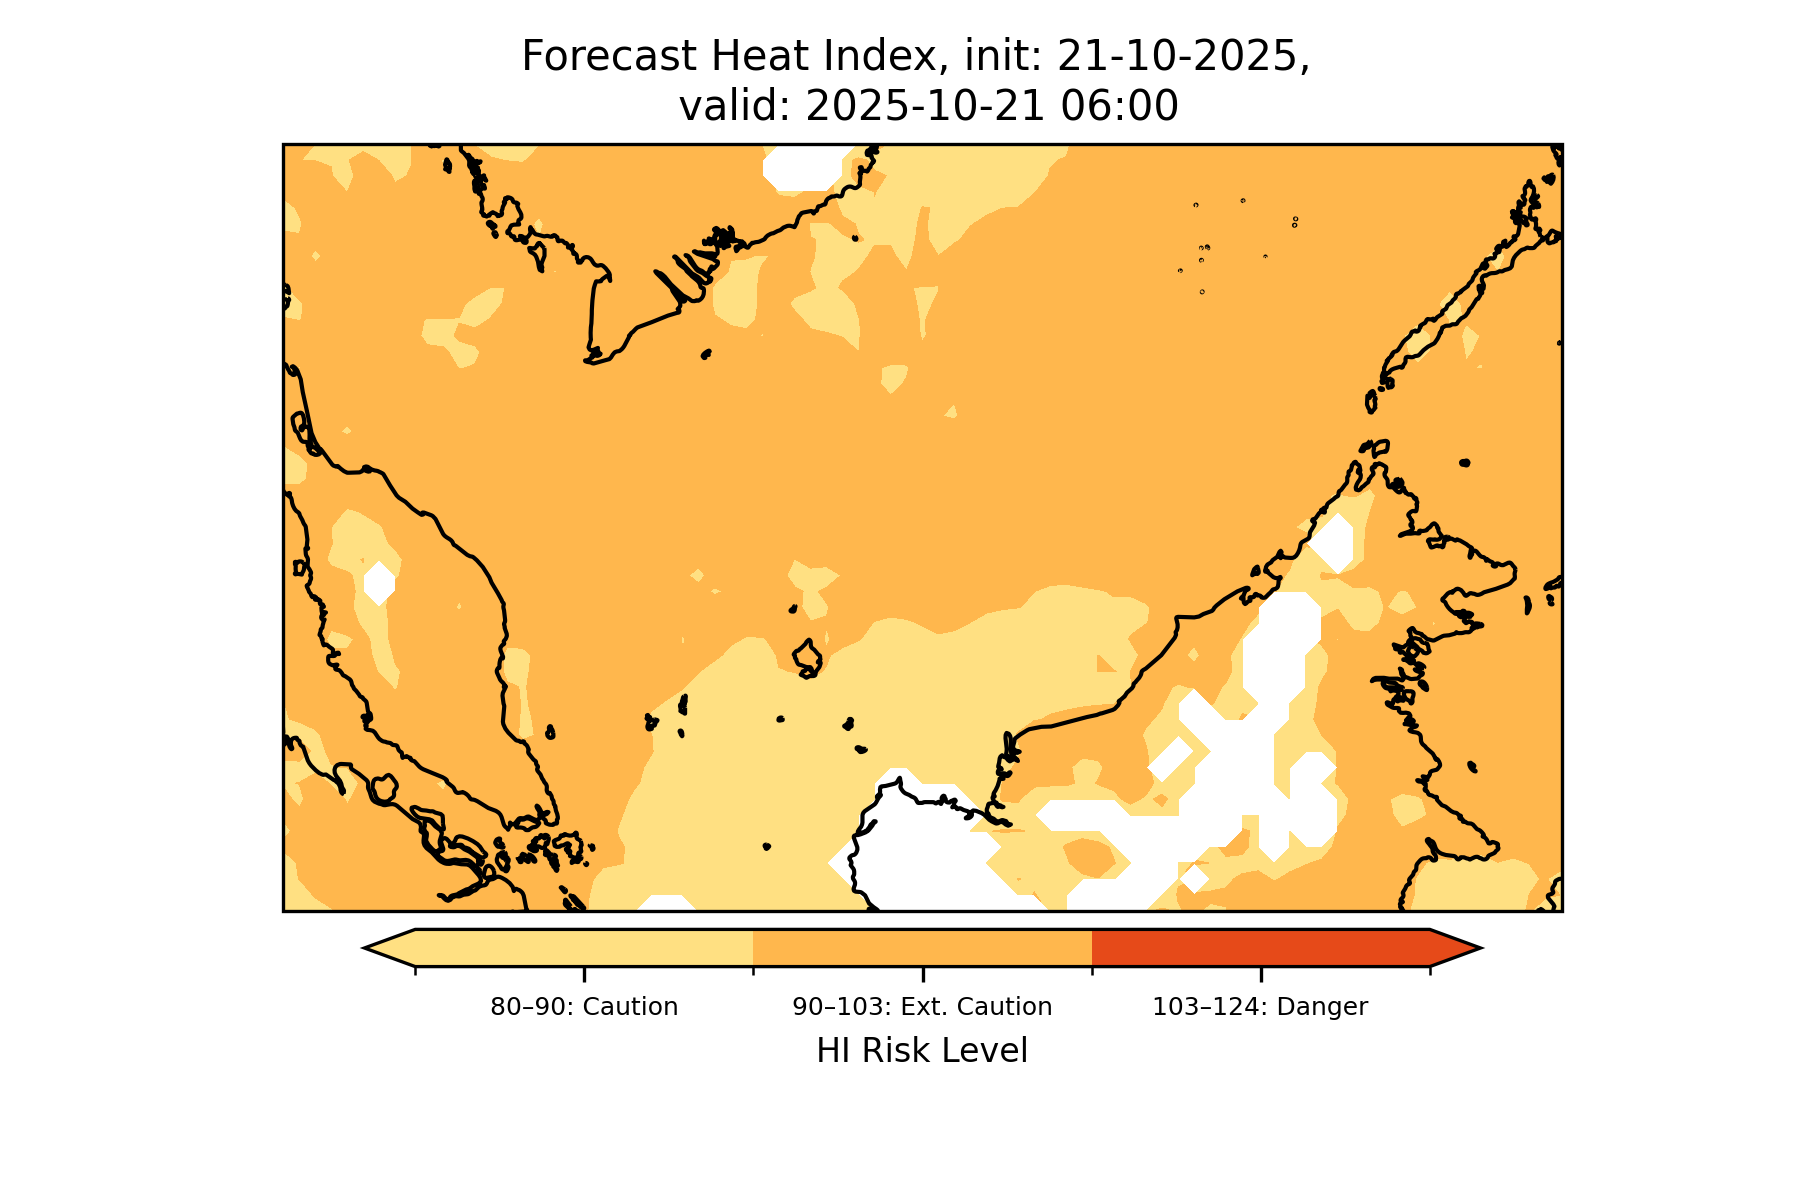 Forecast Heat Index, init: 21-10-2025,
valid: 2025-10-21 06:00
80–90: Caution
90–103: Ext. Caution
103–124: Danger
HI Risk Level